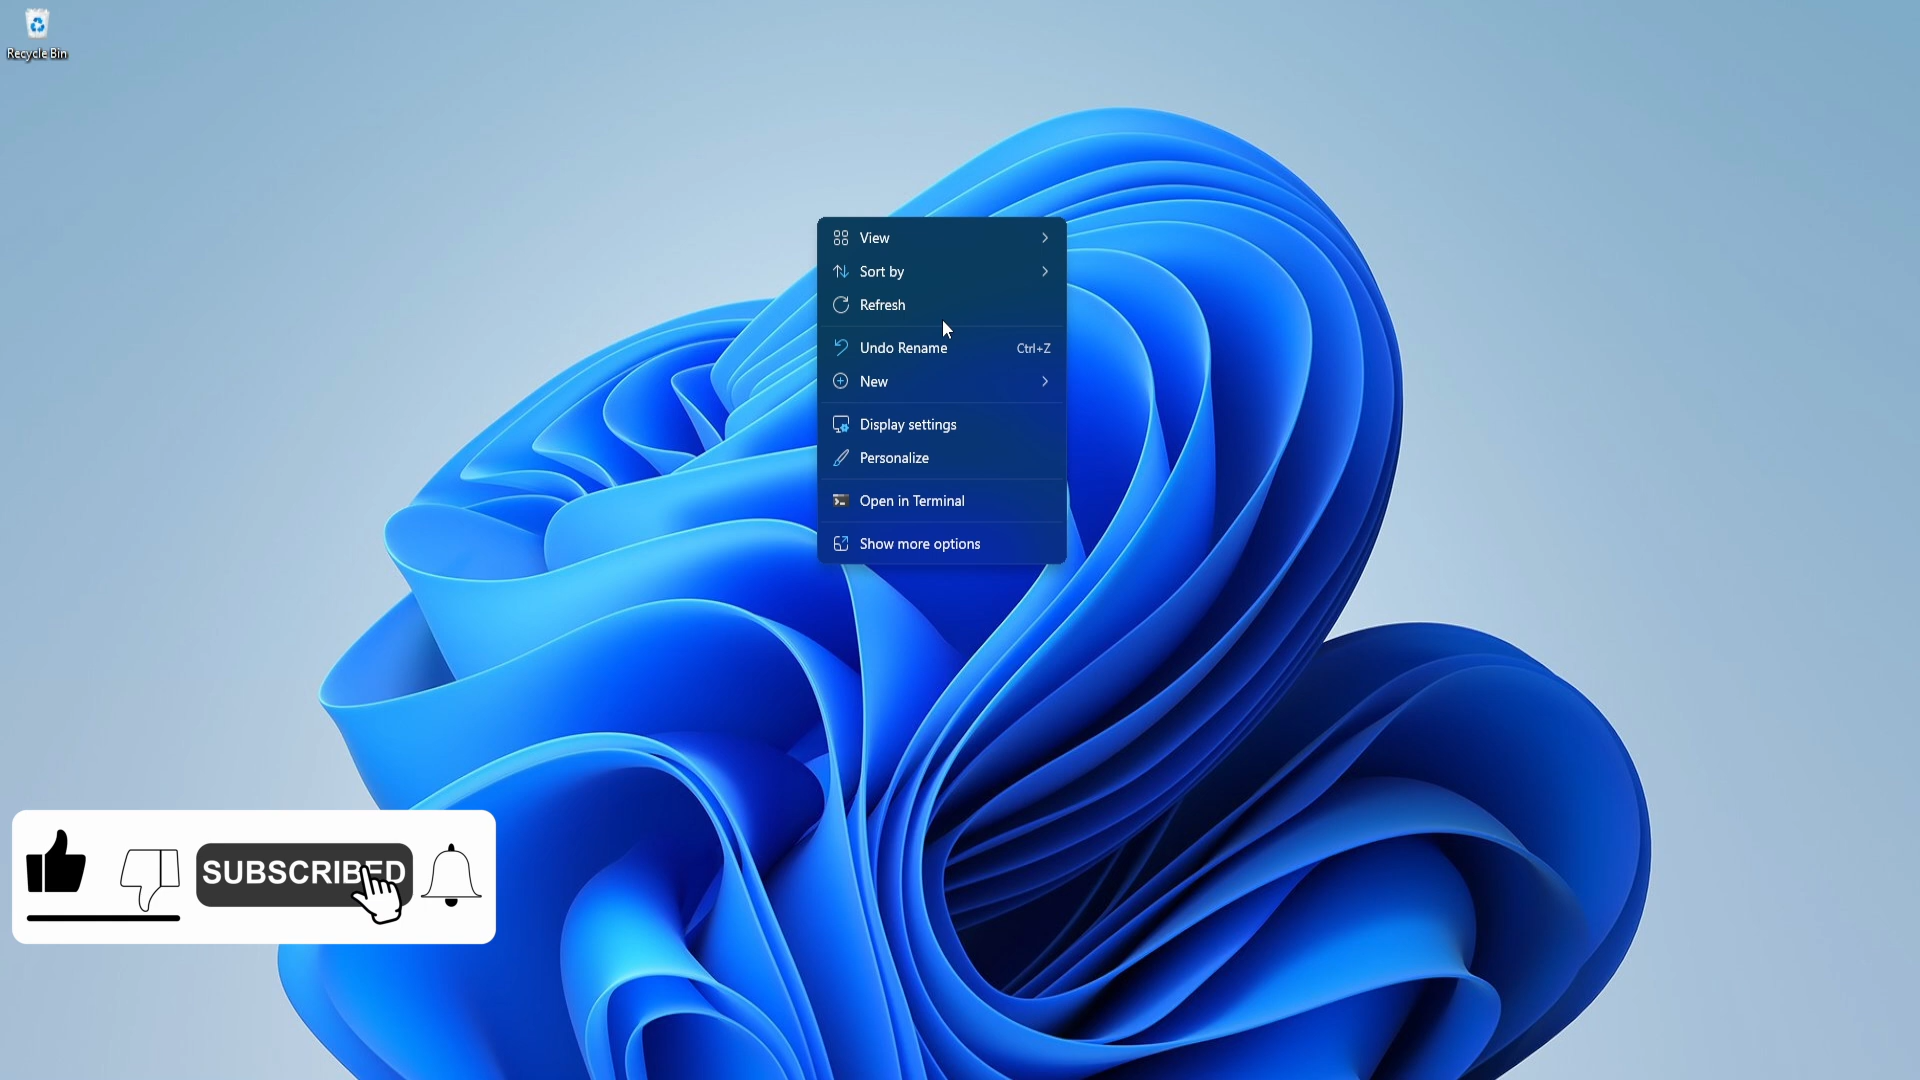 Recycle Bin
View
Sort by
Refresh
Undo Rename Ctrl+Z
New
Display settings
Personalize
Open in Terminal
Show more options
SUBSCRIBED